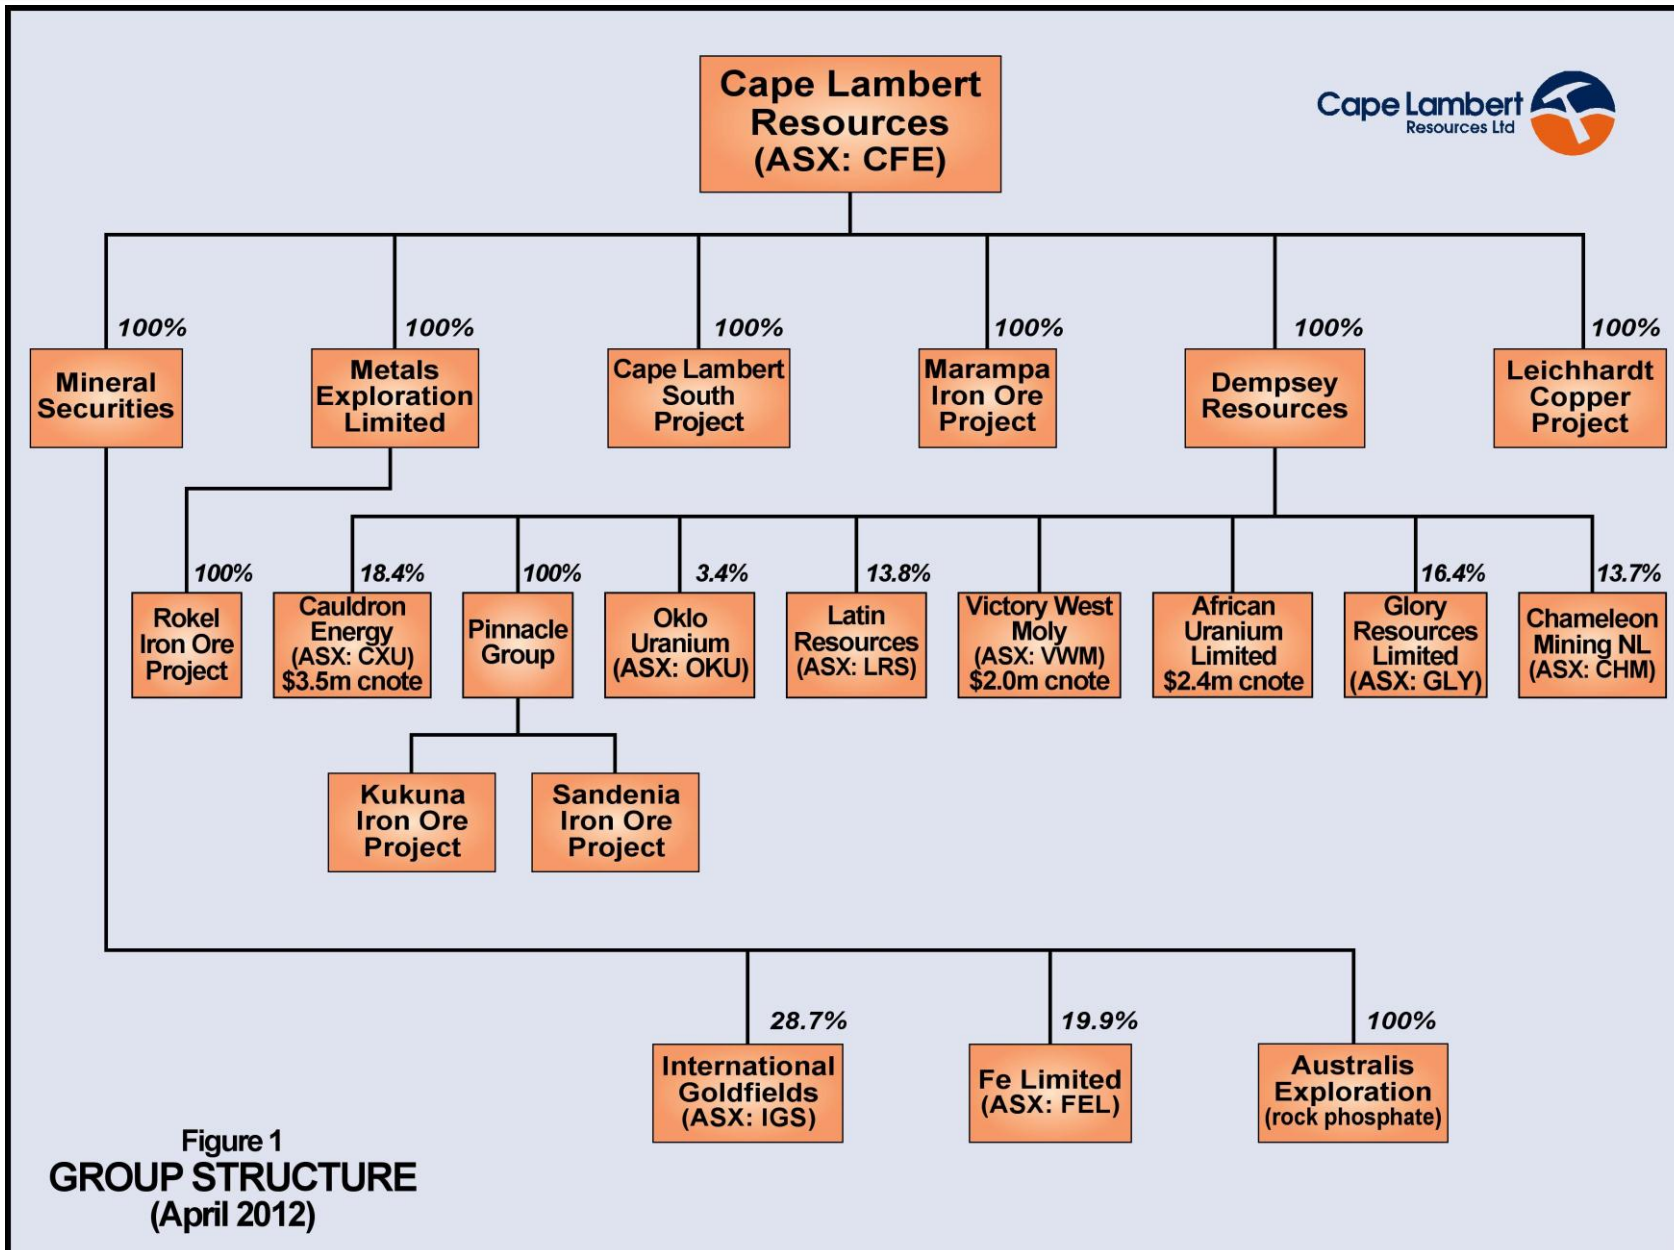 Cape Lambert
Resources
(ASX: CFE)
Cape Lambert
Resources Ltd
100%
100%
100%
100%
100%
100%
Mineral
Securities
Metals
Exploration
Limited
Cape Lambert
South
Project
Marampa
Iron Ore
Project
Dempsey
Resources
Leichhardt
Copper
Project
100%
18.4%
100%
3.4%
13.8%
16.4%
13.7%
Rokel
Iron Ore
Project
Cauldron
Energy
(ASX: CXU)
$3.5m cnote
Pinnacle
Group
Oklo
Uranium
(ASX: OKU)
Latin
Resources
(ASX: LRS)
Victory West
Moly
(ASX: VWM)
$2.0m cnote
African
Uranium
Limited
$2.4m cnote
Glory
Resources
Limited
(ASX: GLY)
Chameleon
Mining NL
(ASX: CHM)
Kukuna
Iron Ore
Project
Sandenia
Iron Ore
Project
28.7%
19.9%
100%
International
Goldfields
(ASX: IGS)
Fe Limited
(ASX: FEL)
Australis
Exploration
(rock phosphate)
Figure 1
GROUP STRUCTURE
(April 2012)